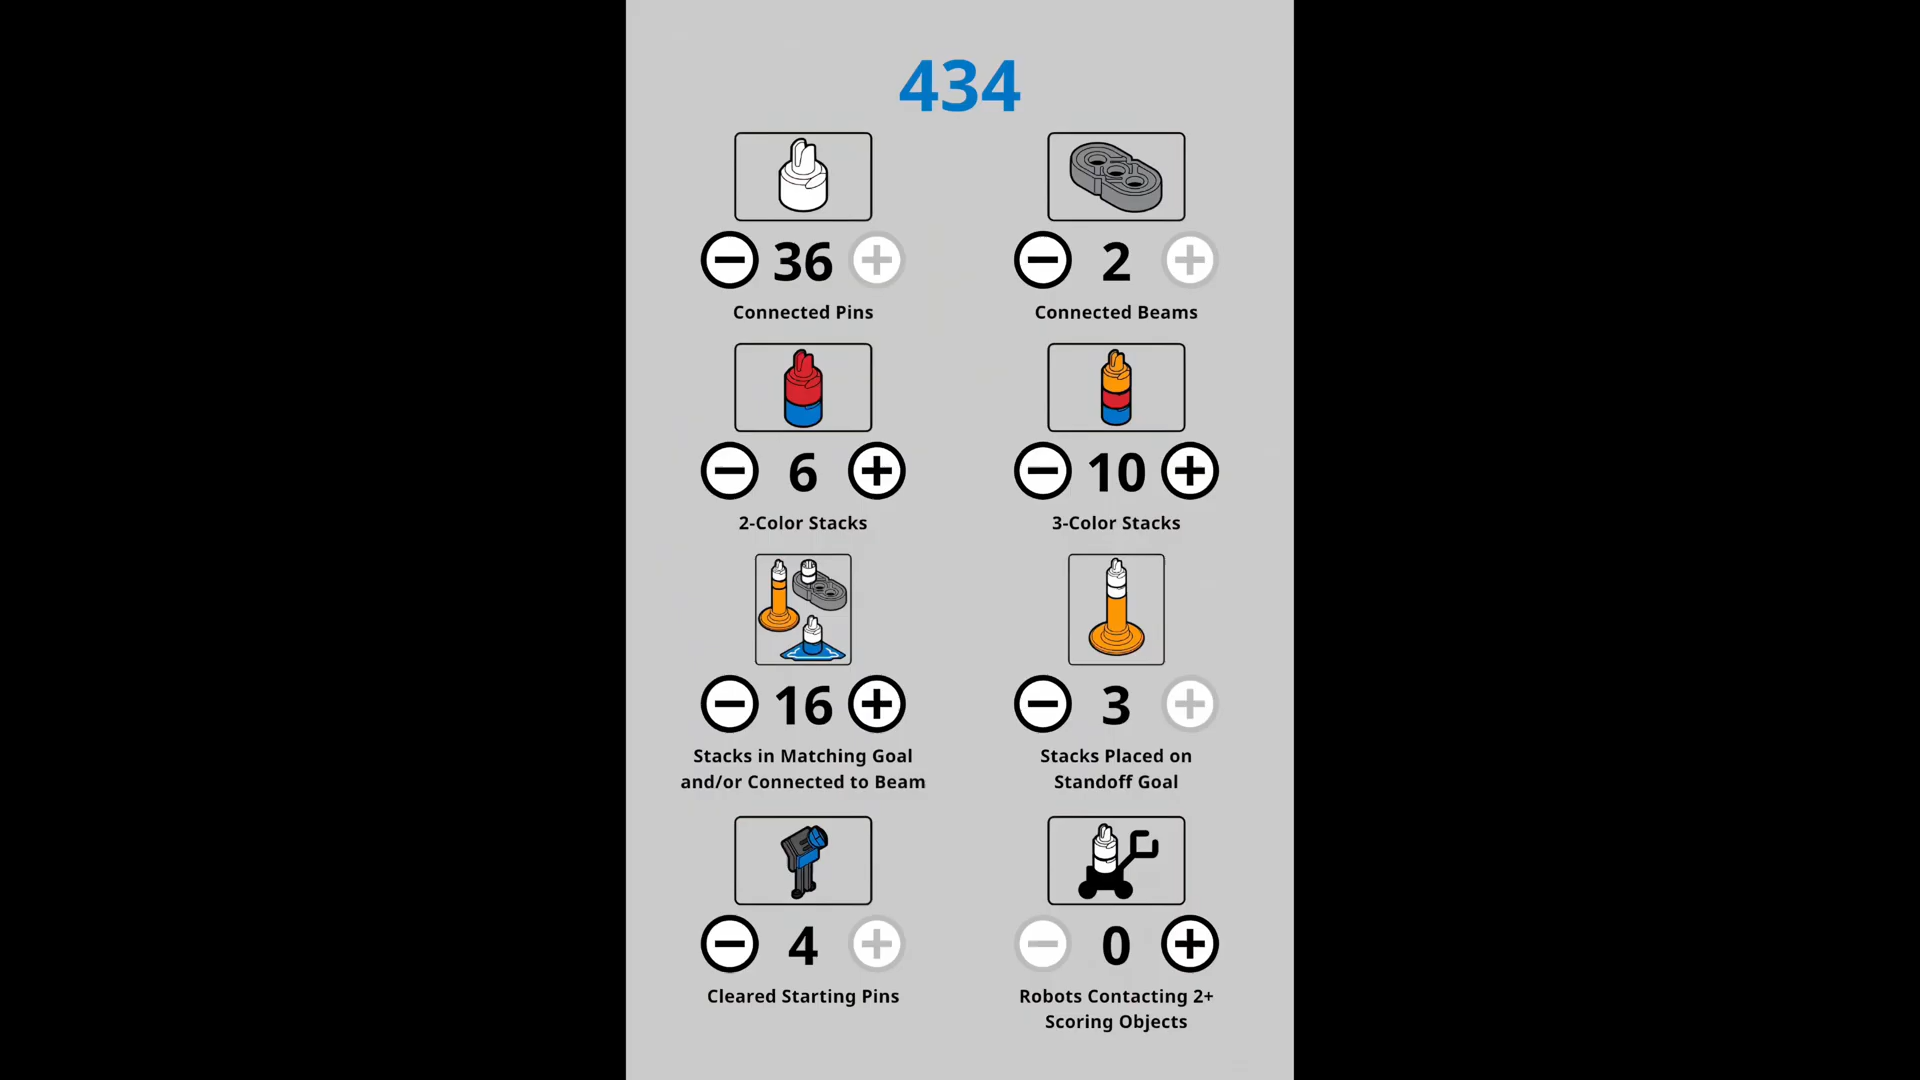 434
36
2
Connected Pins
Connected Beams
6
10
2-Color Stacks
3-Color Stacks
16
3
Stacks in Matching Goal
and/or Connected to Beam
Stacks Placed on
Standoff Goal
4
0
Cleared Starting Pins
Robots Contacting 2+
Scoring Objects